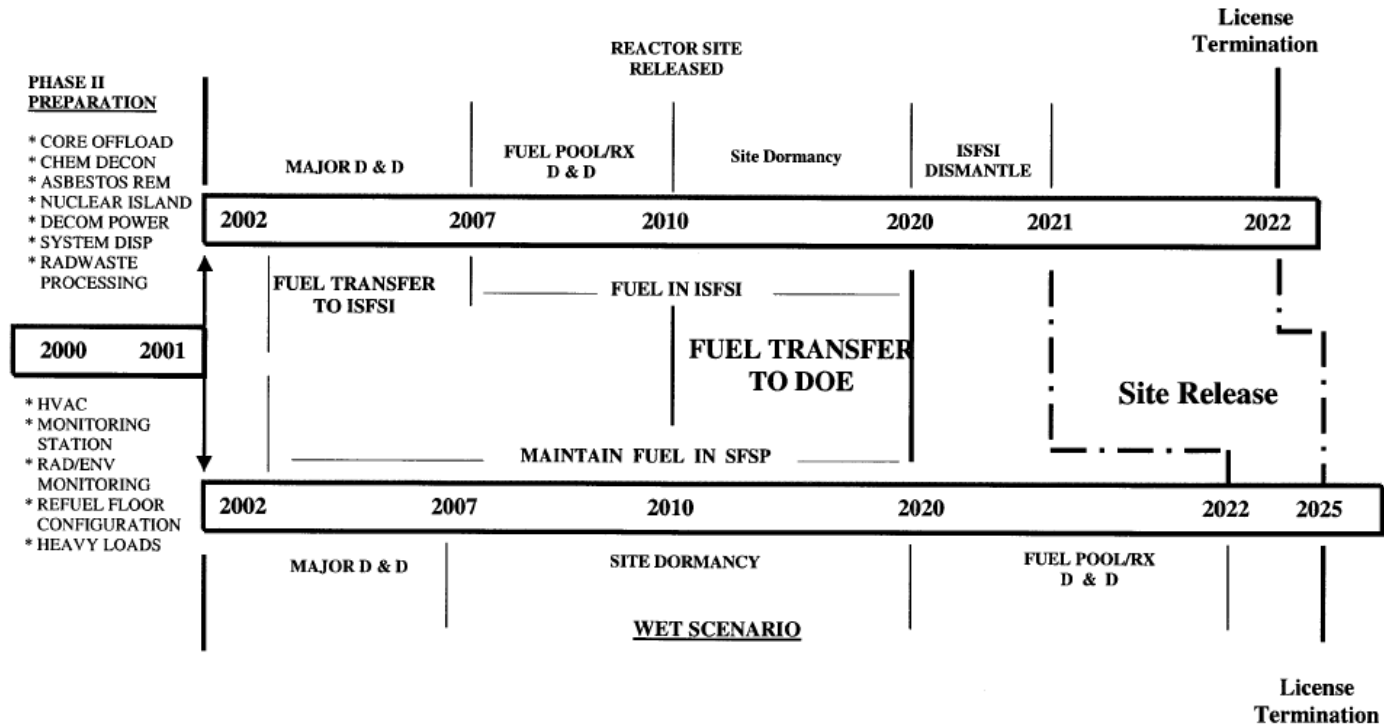 License
Termination
REACTOR SITE
RELEASED
PHASE II
PREPARATION
* CORE OFFLOAD
* CHEM DECON
* ASBESTOS REM
* NUCLEAR ISLAND
* DECOM POWER
* SYSTEM DISP
* RADWASTE
PROCESSING
MAJOR D & D
FUEL POOL/RX
D & D
Site Dormancy
ISFSI
DISMANTLE
2002 2007 2010 2020 2021 2022
FUEL TRANSFER
TO ISFSI
FUEL IN ISFSI
2000 2001
FUEL TRANSFER
TO DOE
Site Release
* HVAC
* MONITORING
STATION
* RAD/ENV
MONITORING
* REFUEL FLOOR
CONFIGURATION
* HEAVY LOADS
MAINTAIN FUEL IN SFSP
2002 2007 2010 2020 2022 2025
MAJOR D & D
SITE DORMANCY
FUEL POOL/RX
D & D
WET SCENARIO
License
Termination